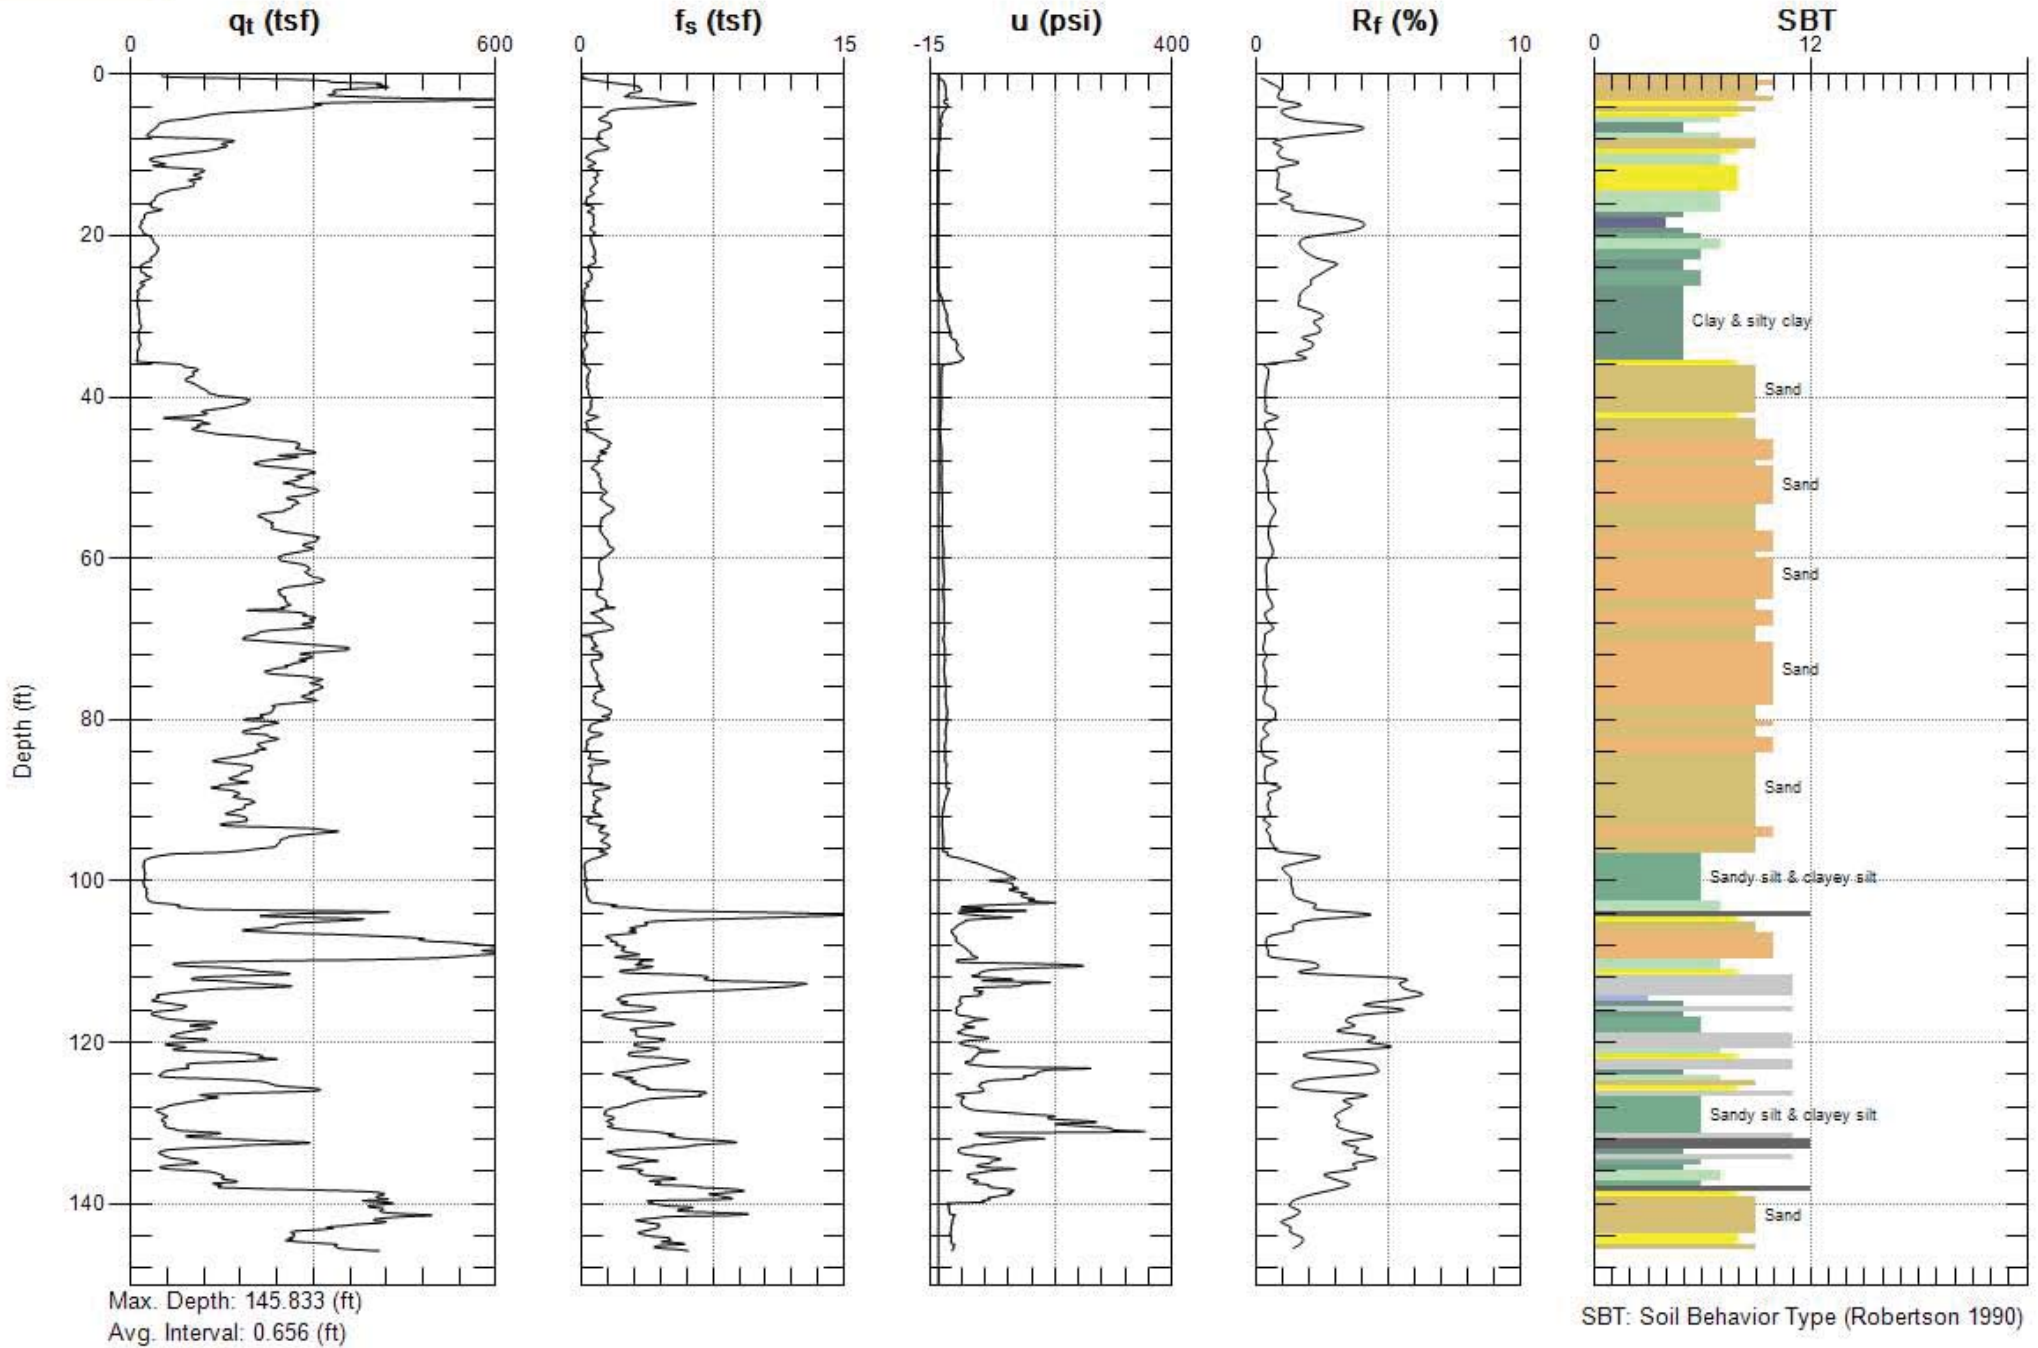 qt (tsf) fs (tsf) u (psi) Rf (%) SBT
0 600 0 15 -15 400 0 10 0 12
0
20
Clay & silty clay
Sand
40
Sand
60
Sand
Sand
80
Depth (ft)
Sand
100
Sandy silt & clayey silt
120
Sandy silt & clayey silt
140
Sand
Max. Depth: 145.833 (ft)
Avg. Interval: 0.656 (ft)
SBT: Soil Behavior Type (Robertson 1990)